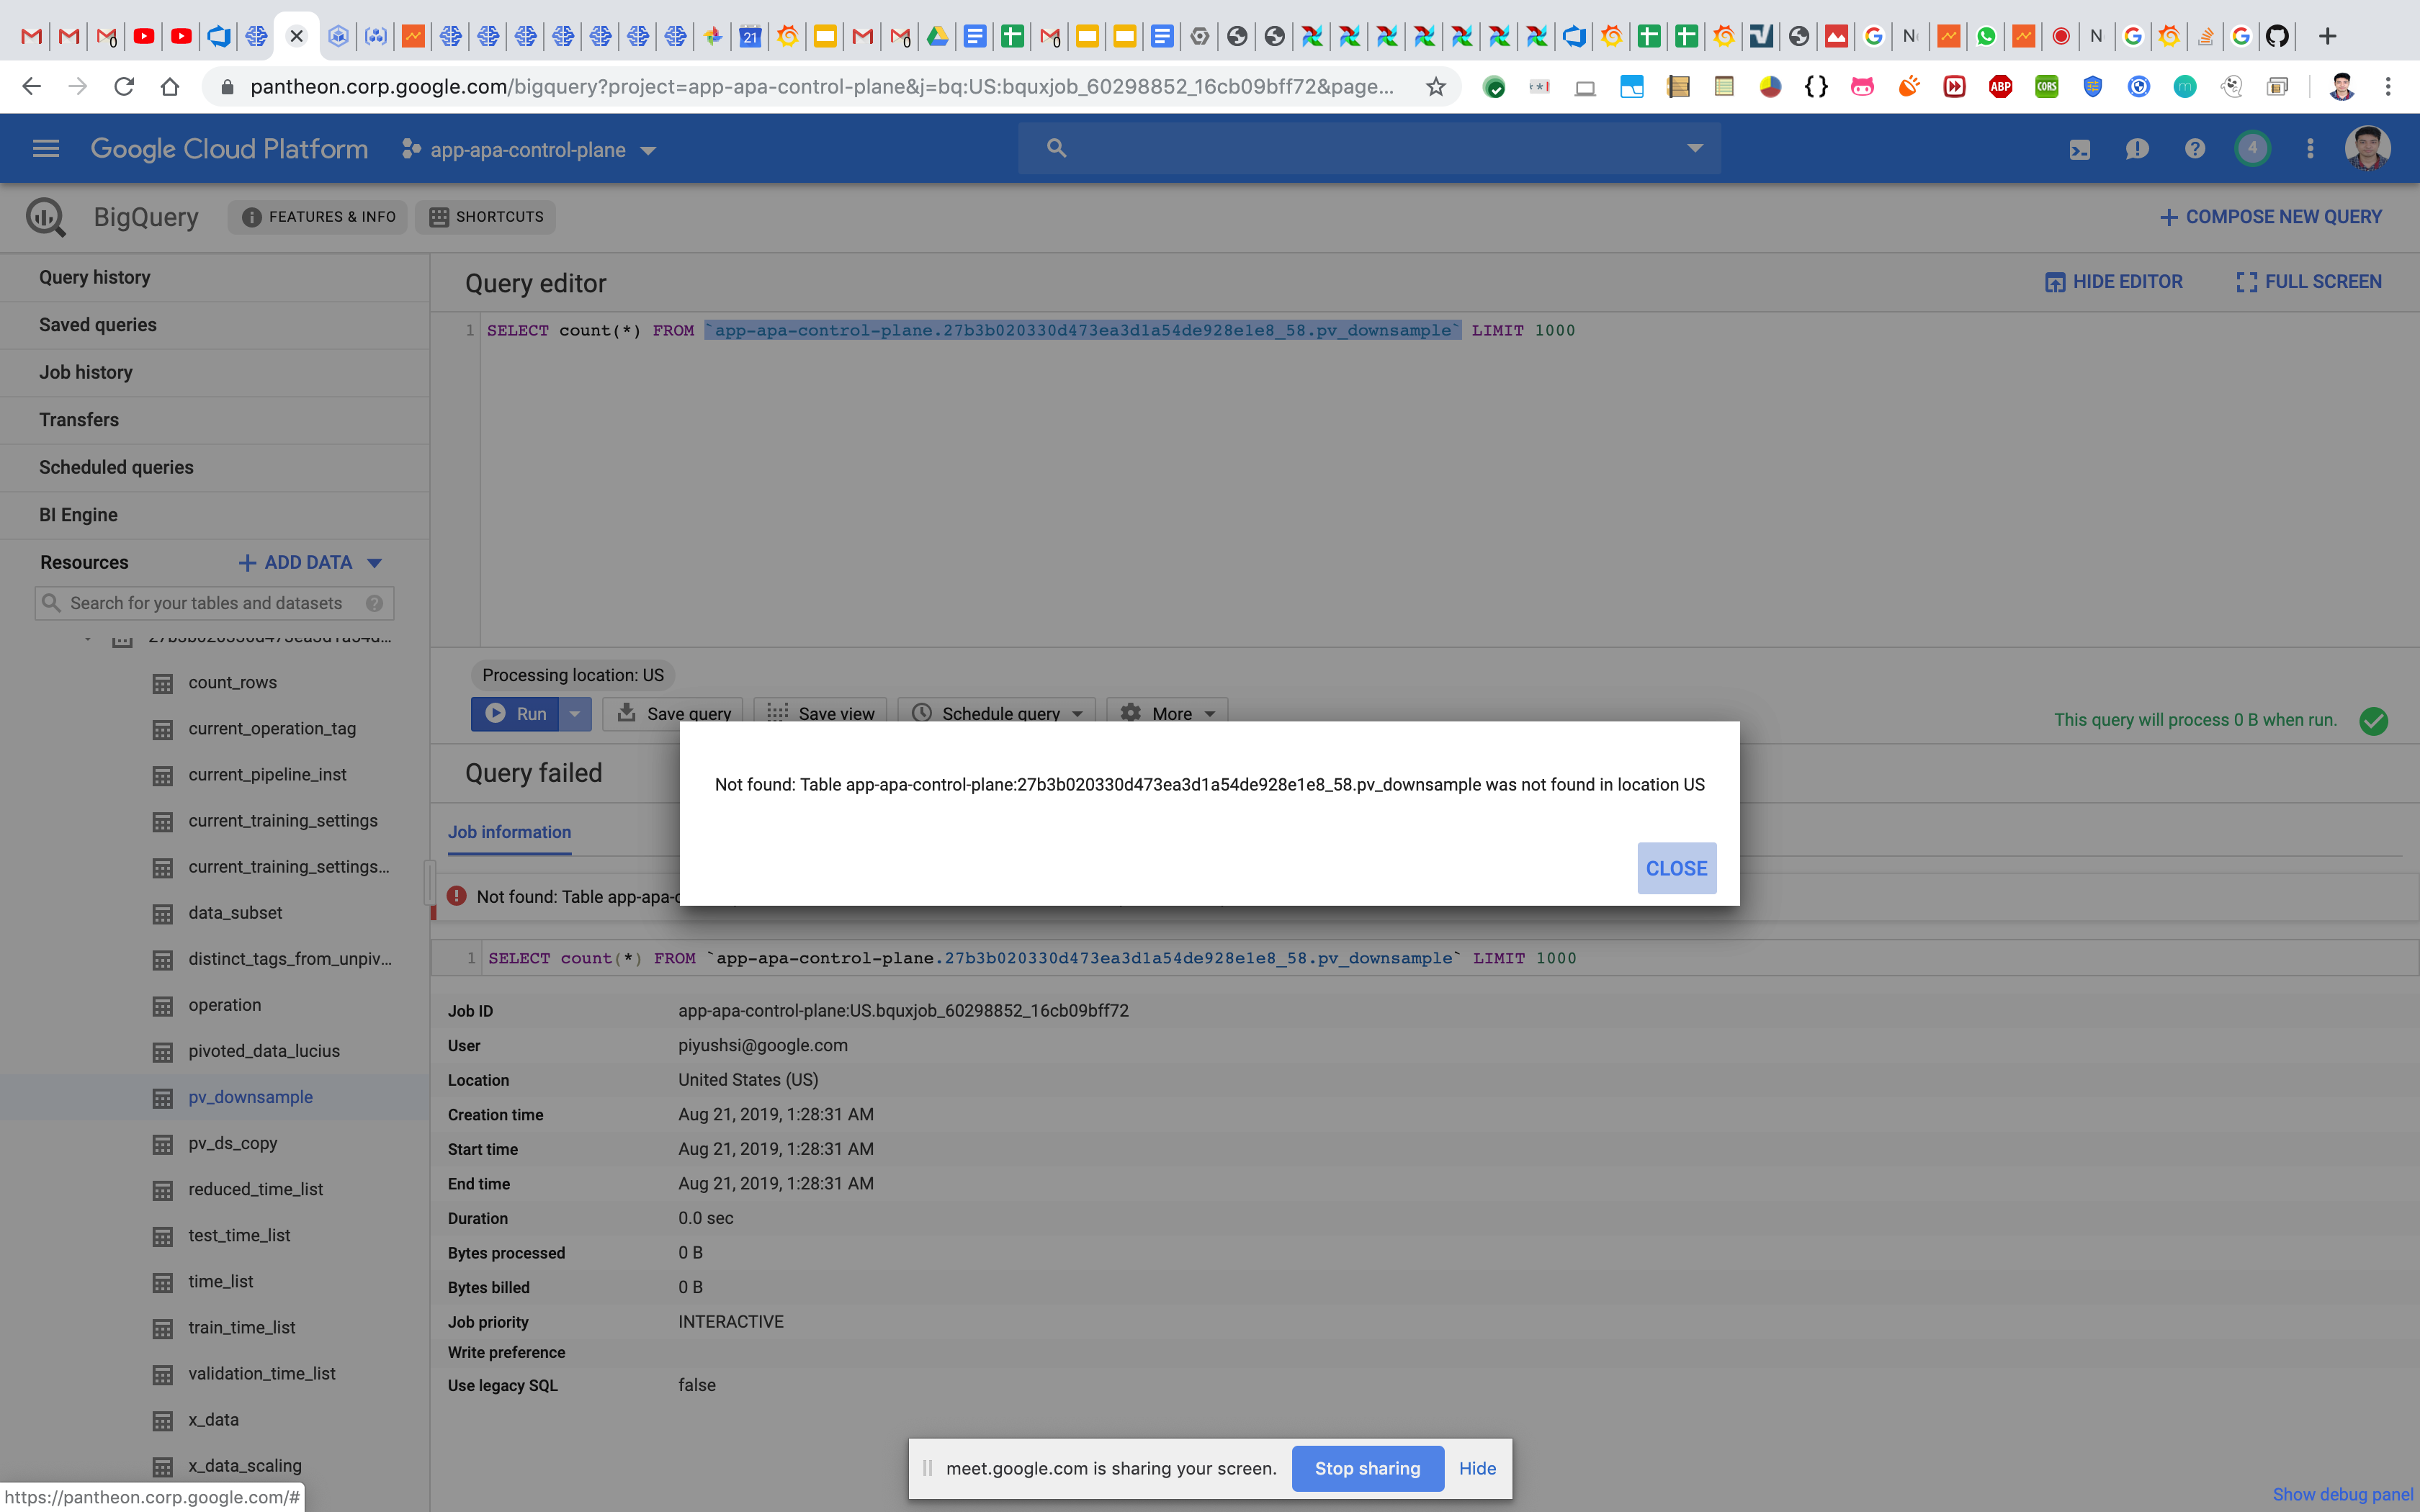 pantheon.corp.google.com/bigquery?project=app-apa-control-plane&j=bq:US:bquxjob_60298852_16cb09bff72&page...
Google Cloud Platform
app-apa-control-plane
4
BigQuery
FEATURES & INFO
SHORTCUTS
COMPOSE NEW QUERY
Query history
Saved queries
Job history
Transfers
Scheduled queries
BI Engine
Resources
ADD DATA
Search for your tables and datasets
count_rows
current_operation_tag
current_pipeline_inst
current_training_settings
current_training_settings...
data_subset
distinct_tags_from_unpiv...
operation
pivoted_data_lucius
pv_downsample
pv_ds_copy
reduced_time_list
test_time_list
time_list
train_time_list
validation_time_list
x_data
x_data_scaling
https://pantheon.corp.google.com/#
Query editor
HIDE EDITOR
FULL SCREEN
1 SELECT count(*) FROM `app-apa-control-plane.27b3b020330d473ea3d1a54de928e1e8_58.pv_downsample` LIMIT 1000
Processing location: US
Run
Save query
Save view
Schedule query
More
This query will process 0 B when run.
Query failed
Not found: Table app-apa-control-plane:27b3b020330d473ea3d1a54de928e1e8_58.pv_downsample was not found in location US
CLOSE
Job information
Not found: Table app-apa-c
1 SELECT count(*) FROM `app-apa-control-plane.27b3b020330d473ea3d1a54de928e1e8_58.pv_downsample` LIMIT 1000
Job ID app-apa-control-plane:US.bquxjob_60298852_16cb09bff72
User piyushsi@google.com
Location United States (US)
Creation time Aug 21, 2019, 1:28:31 AM
Start time Aug 21, 2019, 1:28:31 AM
End time Aug 21, 2019, 1:28:31 AM
Duration 0.0 sec
Bytes processed 0 B
Bytes billed 0 B
Job priority INTERACTIVE
Write preference
Use legacy SQL false
meet.google.com is sharing your screen.
Stop sharing
Hide
Show debug panel